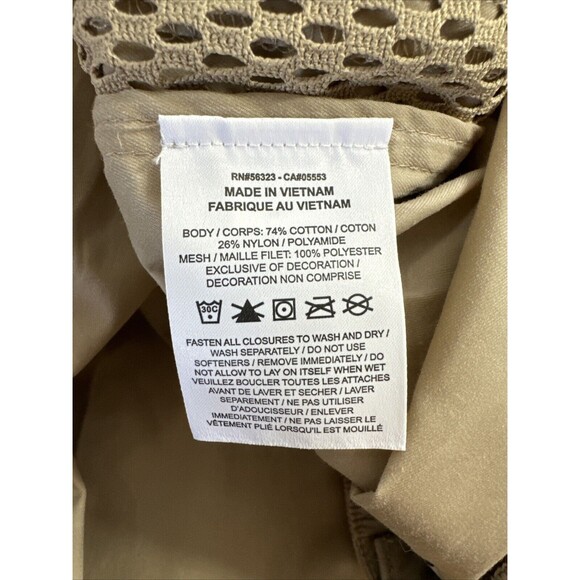 RN#56323 - CA#05553
MADE IN VIETNAM
FABRIQUE AU VIETNAM
BODY / CORPS: 74% COTTON / COTON
26% NYLON / POLYAMIDE
MESH / MAILLE FILET: 100% POLYESTER
EXCLUSIVE OF DECORATION /
DECORATION NON COMPRISE
30C
FASTEN ALL CLOSURES TO WASH AND DRY /
WASH SEPARATELY / DO NOT USE
SOFTENERS / REMOVE IMMEDIATELY / DO
NOT ALLOW TO LAY ON ITSELF WHEN WET
VEUILLEZ BOUCLER TOUTES LES ATTACHES
AVANT DE LAVER ET SECHER / LAVER
SEPAREMENT / NE PAS UTILISER
D'ADOUCISSEUR / ENLEVER
IMMEDIATEMENT / NE PAS LAISSER LE
VÊTEMENT PLIÉ LORSQU'IL EST MOUILLÉ